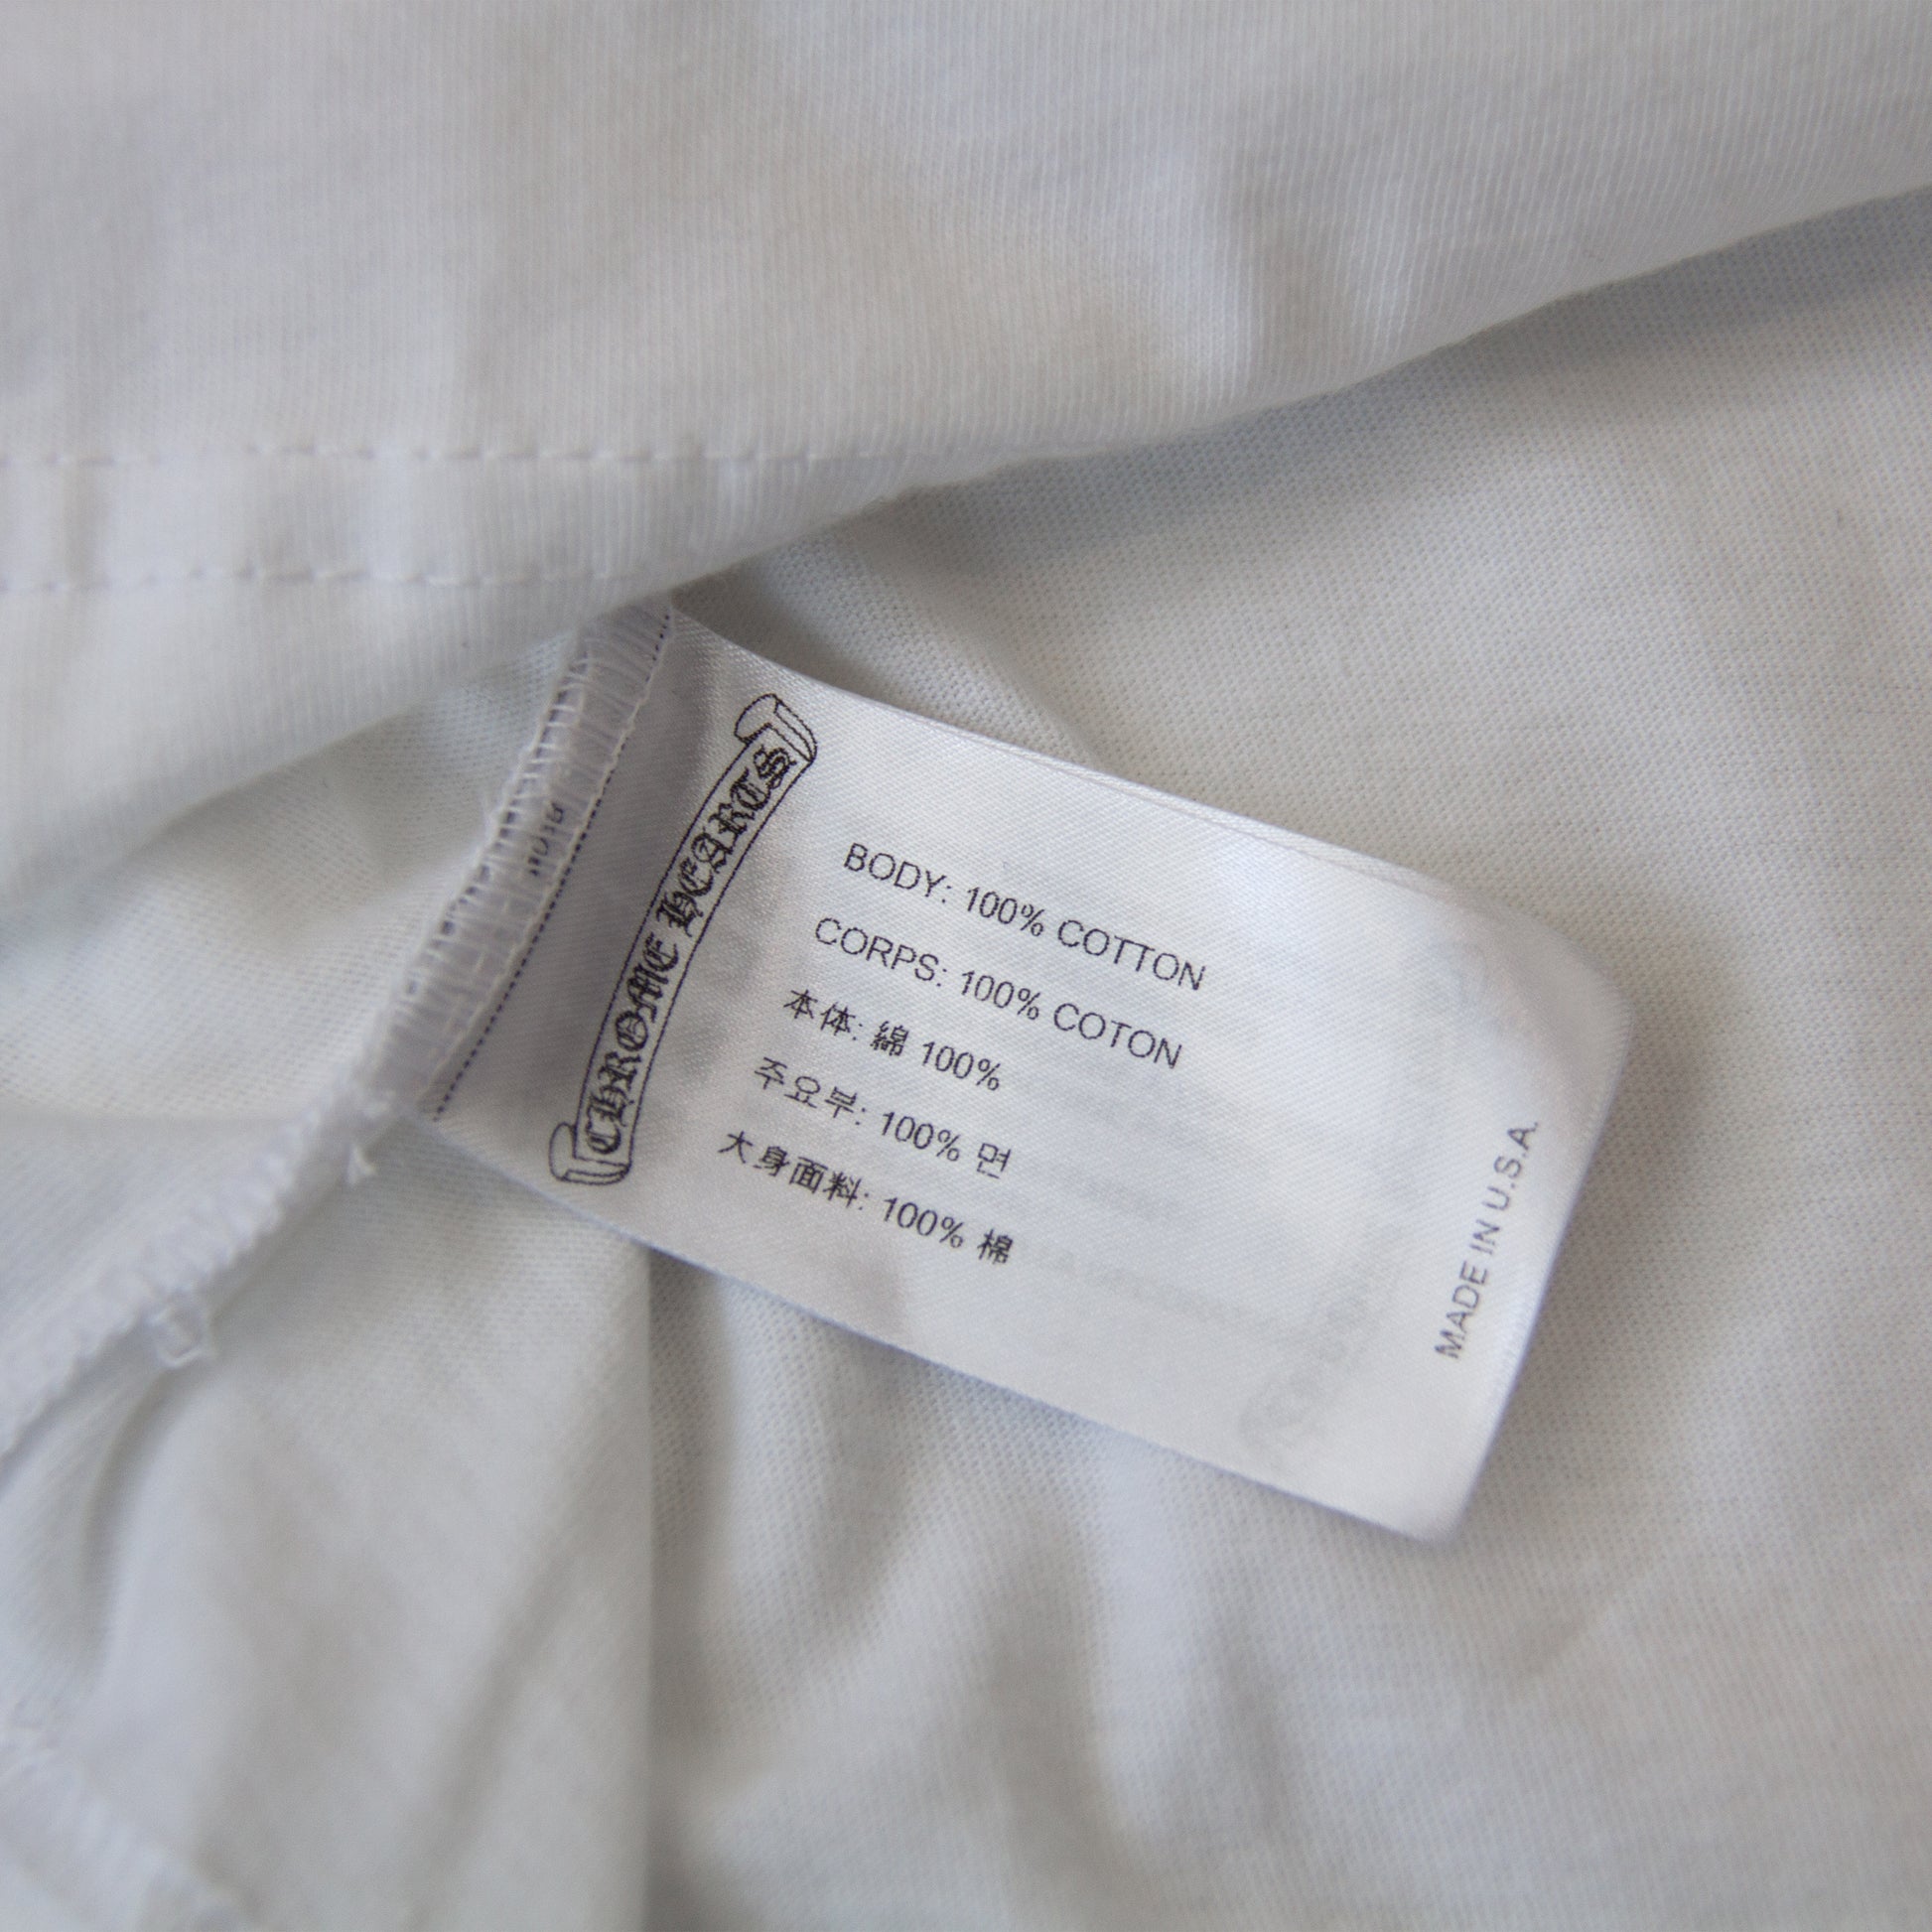 CHROME HEARTS
BODY: 100% COTTON
CORPS: 100% COTON
本体: 綿 100%
주요부: 100% 면
大身面料: 100% 棉
MADE IN U.S.A.